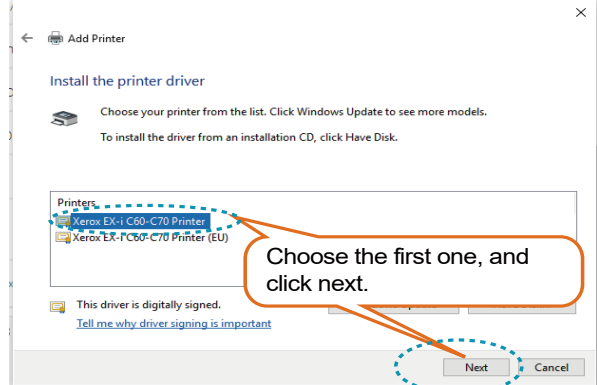 Add Printer
Install the printer driver
Choose your printer from the list. Click Windows Update to see more models.
To install the driver from an installation CD, click Have Disk.
Printers
Xerox EX-i C60-C70 Printer
Xerox EX-i C60-C70 Printer (EU)
Choose the first one, and
click next.
This driver is digitally signed.
Tell me why driver signing is important
Next Cancel